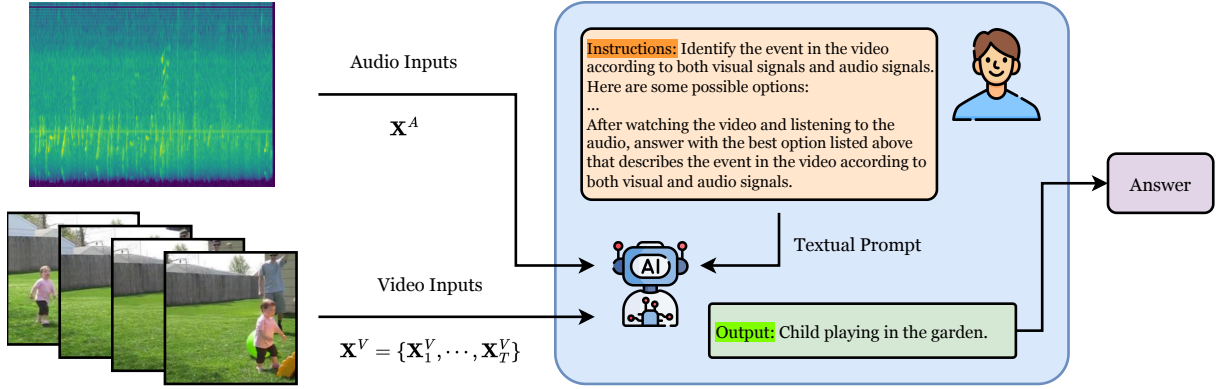 Audio Inputs
𝐗^A
Video Inputs
𝐗^V = {𝐗_1^V, ⋯, 𝐗_T^V}
Instructions: Identify the event in the video
according to both visual signals and audio signals.
Here are some possible options:
...
After watching the video and listening to the
audio, answer with the best option listed above
that describes the event in the video according to
both visual and audio signals.
Textual Prompt
AI
Output: Child playing in the garden.
Answer